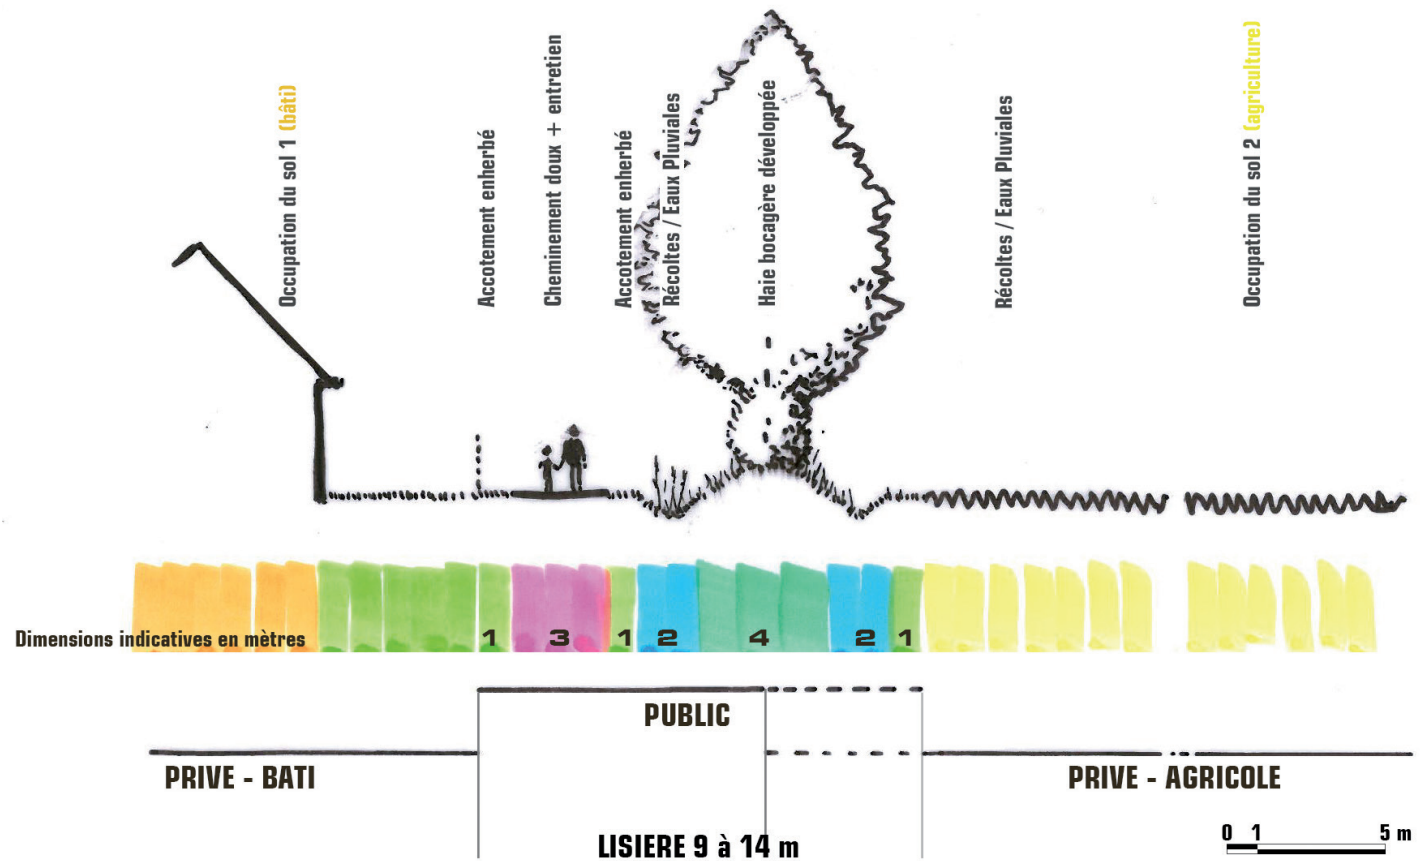 Occupation du sol 1 (bâti)
Accotement enherbé
Cheminement doux + entretien
Accotement enherbé
Récoltes / Eaux Pluviales
Haie bocagère développée
Récoltes / Eaux Pluviales
Occupation du sol 2 (agriculture)
Dimensions indicatives en mètres
1 3 1 2 4 2 1
PUBLIC
PRIVE - BATI
PRIVE - AGRICOLE
LISIERE 9 à 14 m
0 1 5 m